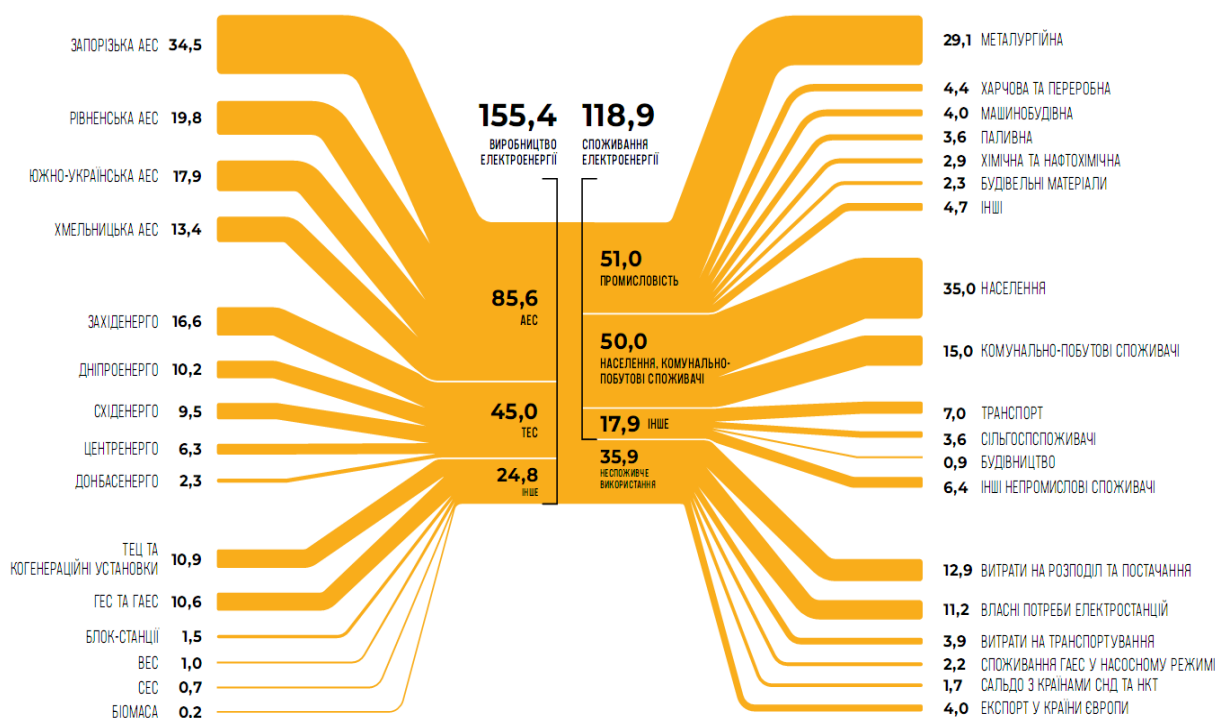 ЗАПОРІЗЬКА АЕС 34,5
РІВНЕНСЬКА АЕС 19,8
ЮЖНО-УКРАЇНСЬКА АЕС 17,9
ХМЕЛЬНИЦЬКА АЕС 13,4
ЗАХІДЕНЕРГО 16,6
ДНІПРОЕНЕРГО 10,2
СХІДЕНЕРГО 9,5
ЦЕНТРЕНЕРГО 6,3
ДОНБАСЕНЕРГО 2,3
ТЕЦ ТА
КОГЕНЕРАЦІЙНІ УСТАНОВКИ 10,9
ГЕС ТА ГАЕС 10,6
БЛОК-СТАНЦІЇ 1,5
ВЕС 1,0
СЕС 0,7
БІОМАСА 0,2
155,4
ВИРОБНИЦТВО
ЕЛЕКТРОЕНЕРГІЇ
85,6
АЕС
45,0
ТЕС
24,8
ІНШЕ
118,9
СПОЖИВАННЯ
ЕЛЕКТРОЕНЕРГІЇ
51,0
ПРОМИСЛОВІСТЬ
50,0
НАСЕЛЕННЯ, КОМУНАЛЬНО-
ПОБУТОВІ СПОЖИВАЧІ
17,9 ІНШЕ
35,9
НЕСПОЖИВЧЕ
ВИКОРИСТАННЯ
29,1 МЕТАЛУРГІЙНА
4,4 ХАРЧОВА ТА ПЕРЕРОБНА
4,0 МАШИНОБУДІВНА
3,6 ПАЛИВНА
2,9 ХІМІЧНА ТА НАФТОХІМІЧНА
2,3 БУДІВЕЛЬНІ МАТЕРІАЛИ
4,7 ІНШІ
35,0 НАСЕЛЕННЯ
15,0 КОМУНАЛЬНО-ПОБУТОВІ СПОЖИВАЧІ
7,0 ТРАНСПОРТ
3,6 СІЛЬГОСПСПОЖИВАЧІ
0,9 БУДІВНИЦТВО
6,4 ІНШІ НЕПРОМИСЛОВІ СПОЖИВАЧІ
12,9 ВИТРАТИ НА РОЗПОДІЛ ТА ПОСТАЧАННЯ
11,2 ВЛАСНІ ПОТРЕБИ ЕЛЕКТРОСТАНЦІЙ
3,9 ВИТРАТИ НА ТРАНСПОРТУВАННЯ
2,2 СПОЖИВАННЯ ГАЕС У НАСОСНОМУ РЕЖИМІ
1,7 САЛЬДО З КРАЇНАМИ СНД ТА НКТ
4,0 ЕКСПОРТ У КРАЇНИ ЄВРОПИ